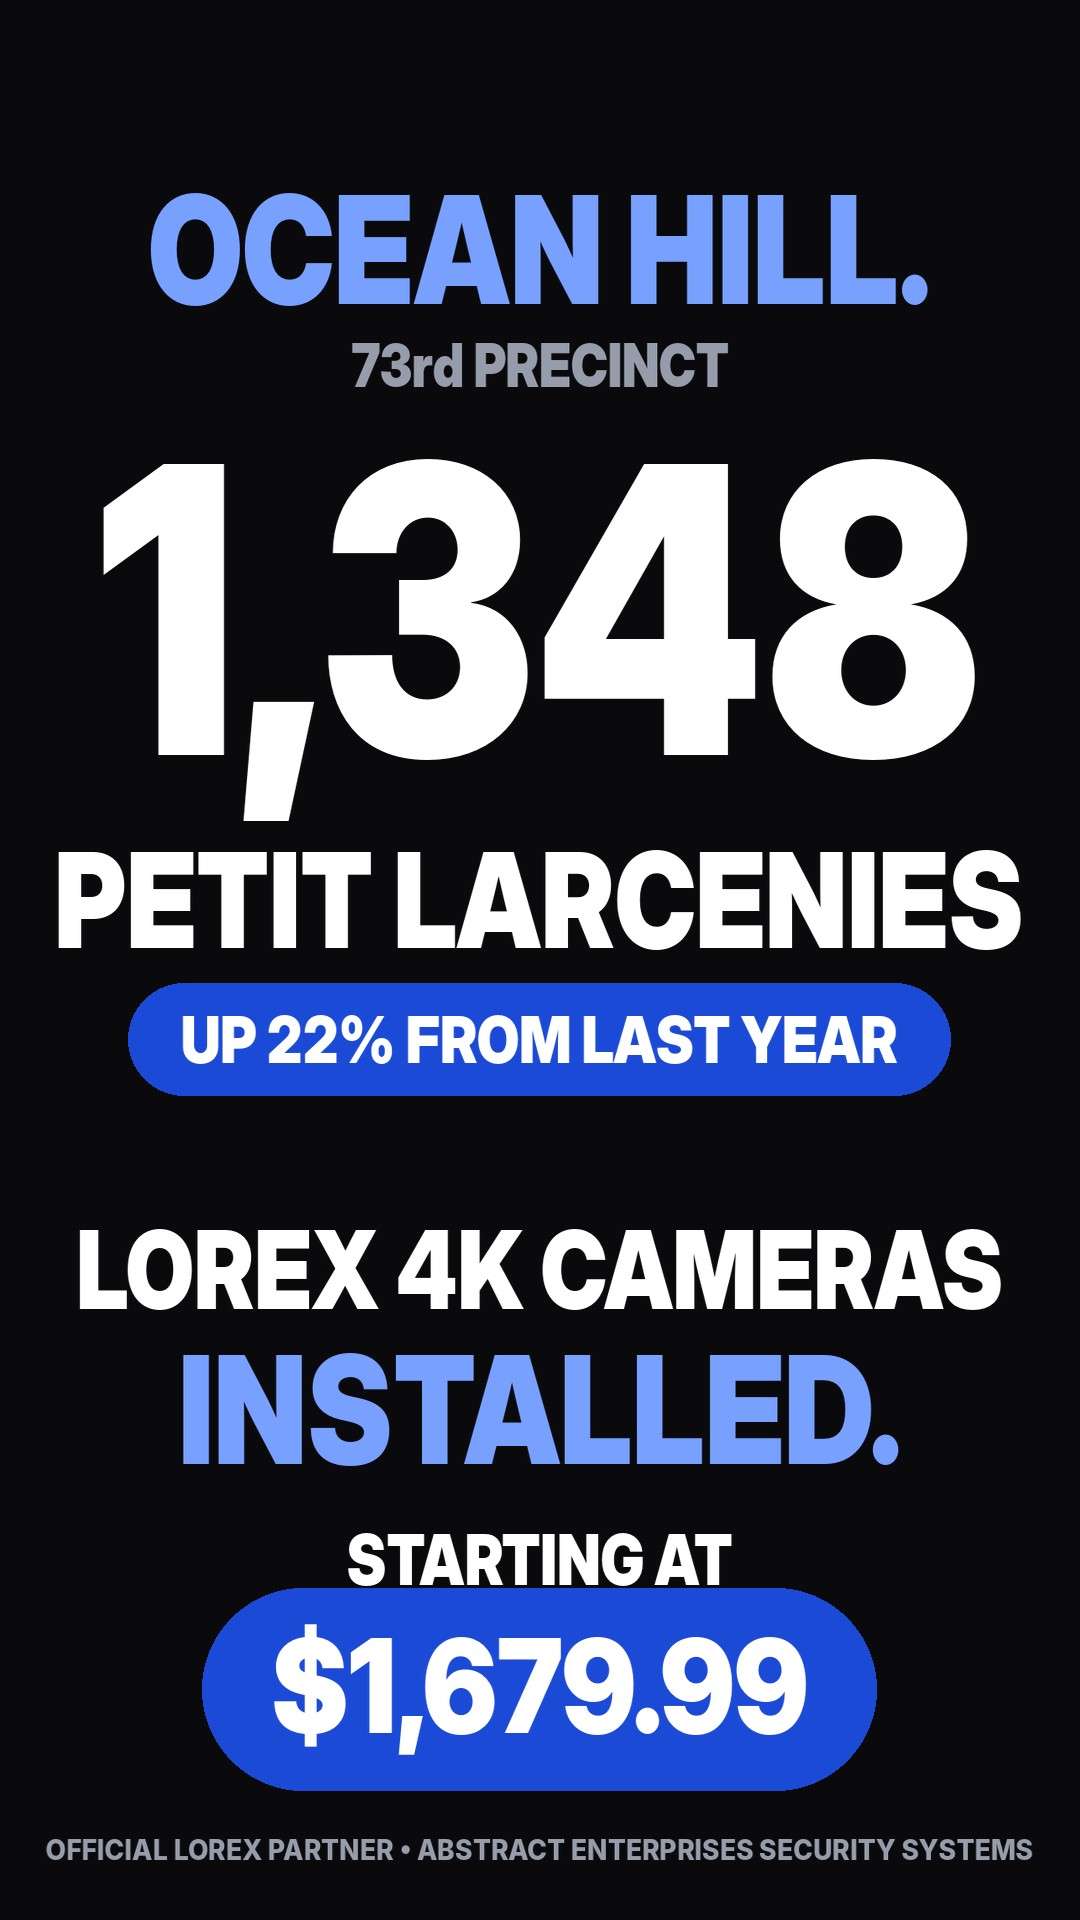 OCEAN HILL.
73rd PRECINCT
1,348
PETIT LARCENIES
UP 22% FROM LAST YEAR
LOREX 4K CAMERAS
INSTALLED.
STARTING AT
$1,679.99
OFFICIAL LOREX PARTNER • ABSTRACT ENTERPRISES SECURITY SYSTEMS